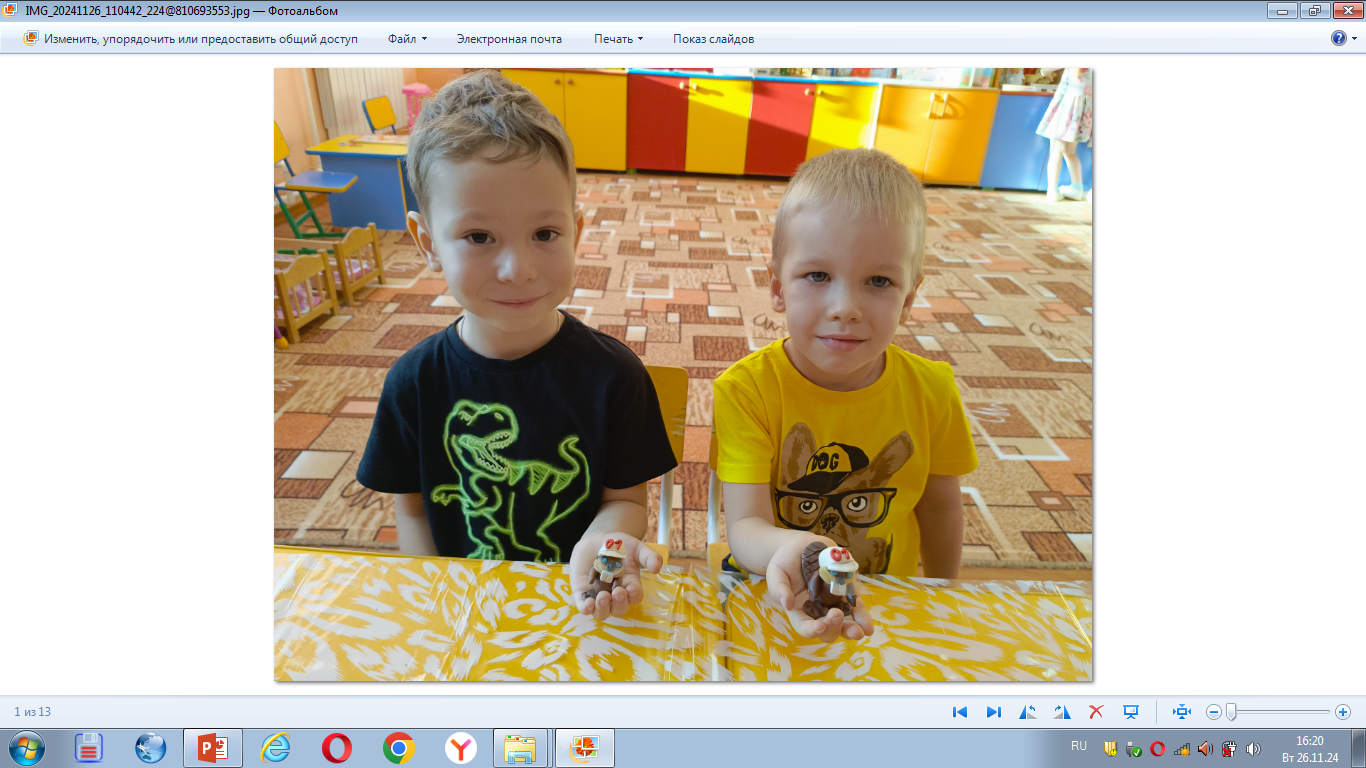 IMG_20241126_110442_224@810693553.jpg — Фотоальбом
Изменить, упорядочить или предоставить общий доступ Файл Электронная почта Печать Показ слайдов
DOG
01
01
1 из 13
RU
16:20
Вт 26.11.24